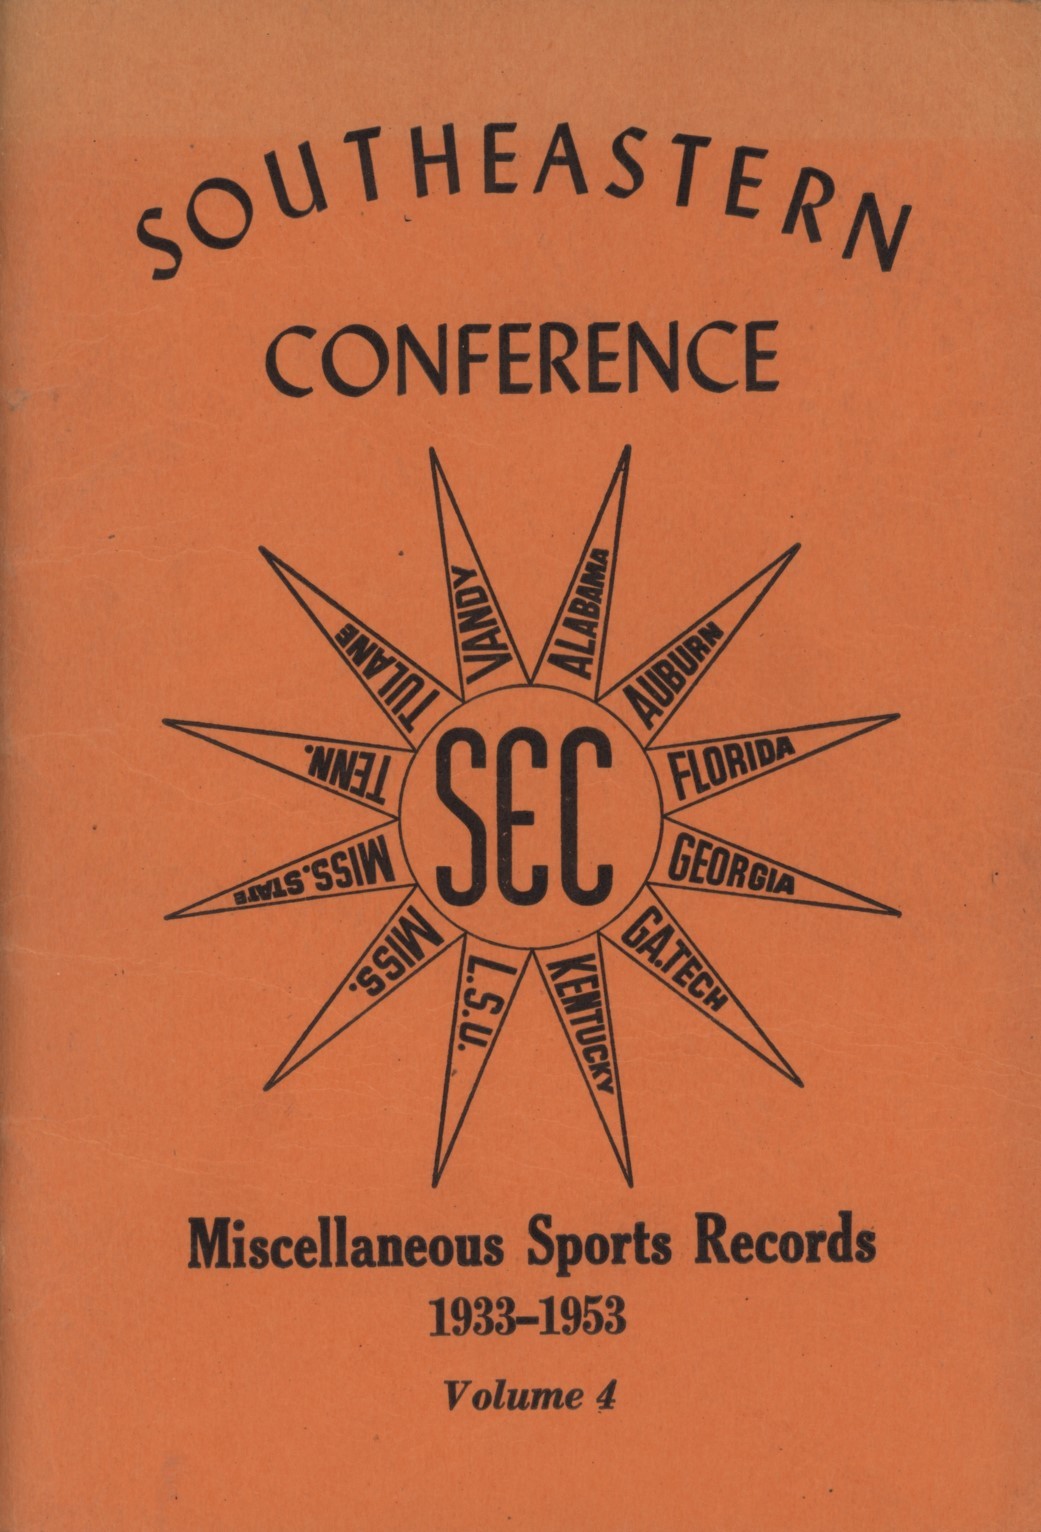 SOUTHEASTERN
CONFERENCE
VANDY
ALABAMA
AUBURN
FLORIDA
GEORGIA
GA.TECH
KENTUCKY
L.S.U.
MISS.
MISS.STATE
TENN.
TULANE
SEC
Miscellaneous Sports Records
1933-1953
Volume 4